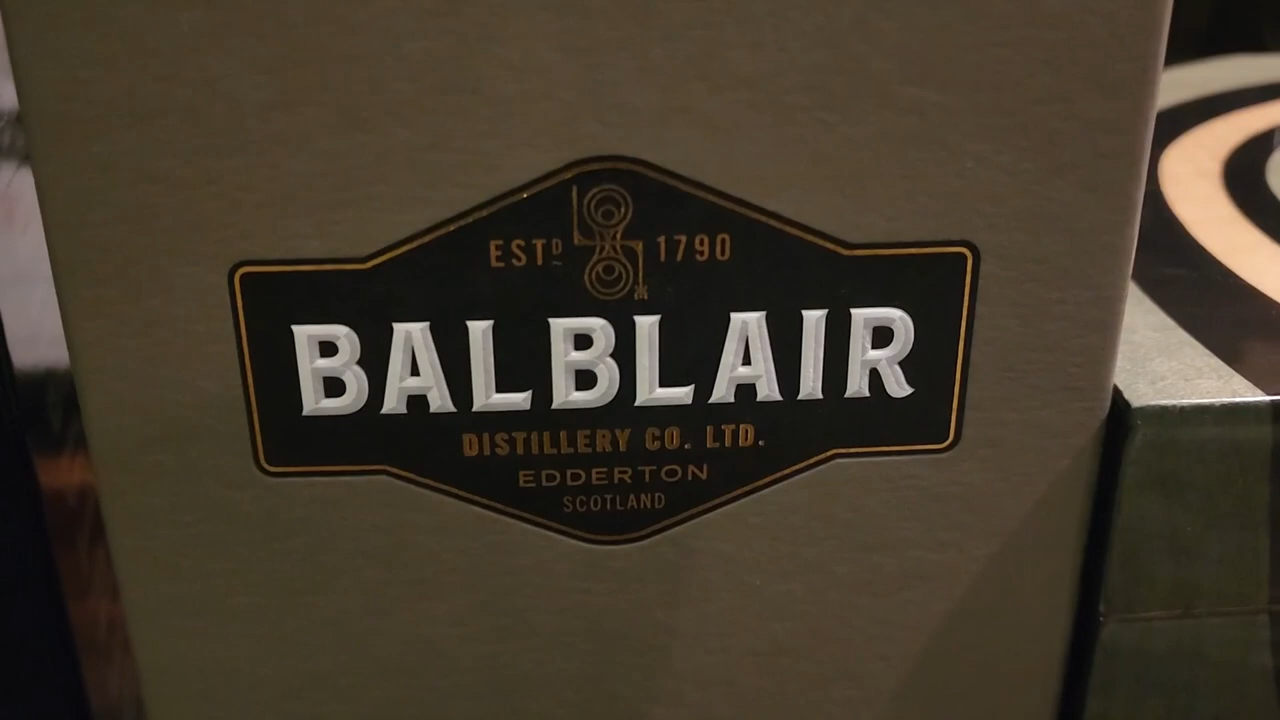 ESTD 1790
BALBLAIR
DISTILLERY CO. LTD.
EDDERTON
SCOTLAND